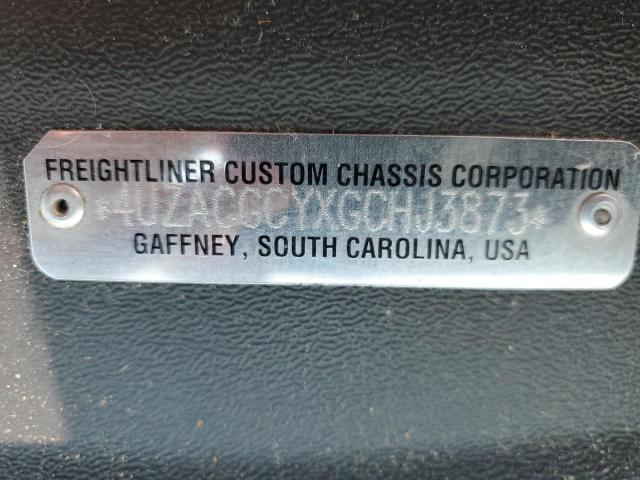 FREIGHTLINER CUSTOM CHASSIS CORPORATION
*4UZACGCYXGCHJ3873*
GAFFNEY, SOUTH CAROLINA, USA